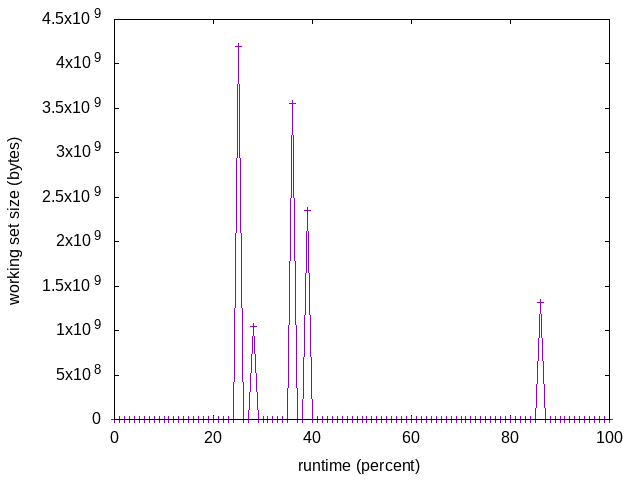 4.5x10^9
4x10^9
3.5x10^9
3x10^9
2.5x10^9
2x10^9
1.5x10^9
1x10^9
5x10^8
0
working set size (bytes)
0 20 40 60 80 100
runtime (percent)